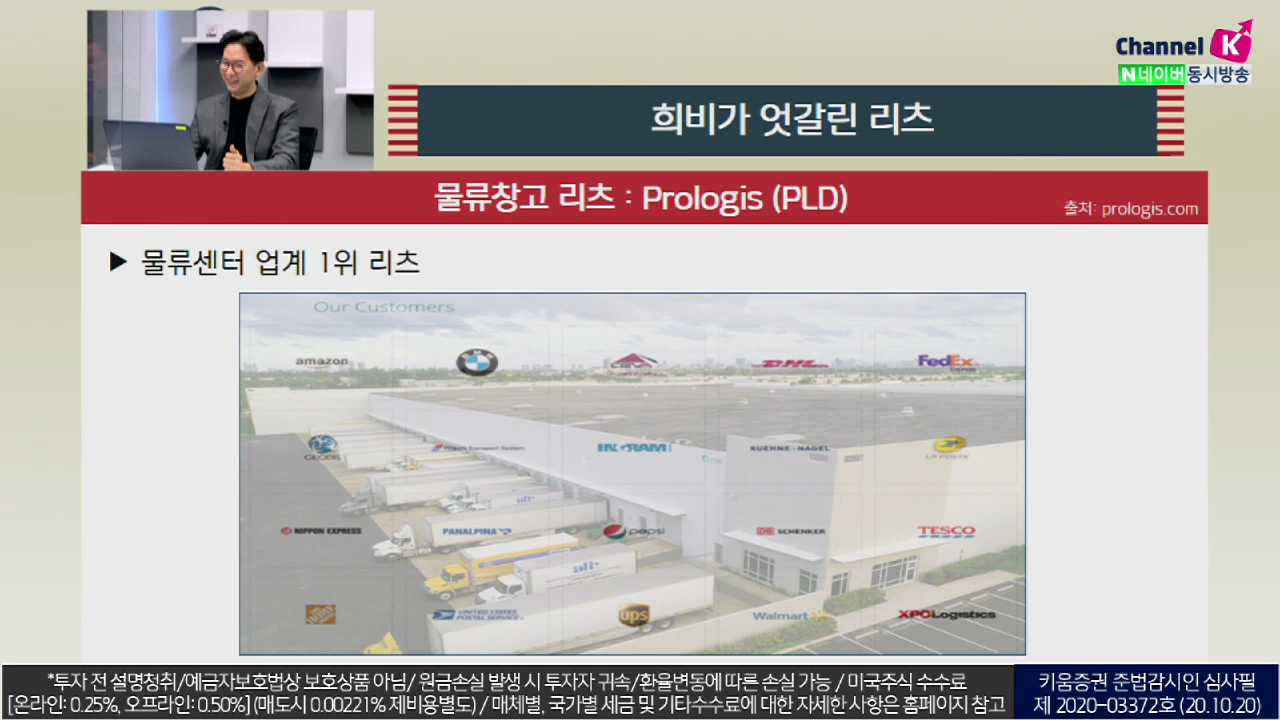 Channel K
N 네이버 동시방송
희비가 엇갈린 리츠
물류창고 리츠 : Prologis (PLD)
출처: prologis.com
▶ 물류센터 업계 1위 리츠
Our Customers
amazon
BMW
CEVA
DHL
FedEx
Express
GEODIS
Hitachi Transport System
INGRAM
KUEHNE+NAGEL
LA POSTE
NIPPON EXPRESS
PANALPINA
pepsi
DB SCHENKER
TESCO
UNITED STATES
POSTAL SERVICE
ups
Walmart
XPOLogistics
*투자 전 설명청취/예금자보호법상 보호상품 아님/ 원금손실 발생 시 투자자 귀속/환율변동에 따른 손실 가능 / 미국주식 수수료
[온라인: 0.25%, 오프라인: 0.50%] (매도시 0.00221% 제비용별도) / 매체별, 국가별 세금 및 기타수수료에 대한 자세한 사항은 홈페이지 참고
키움증권 준법감시인 심사필
제 2020-03372호 (20.10.20)